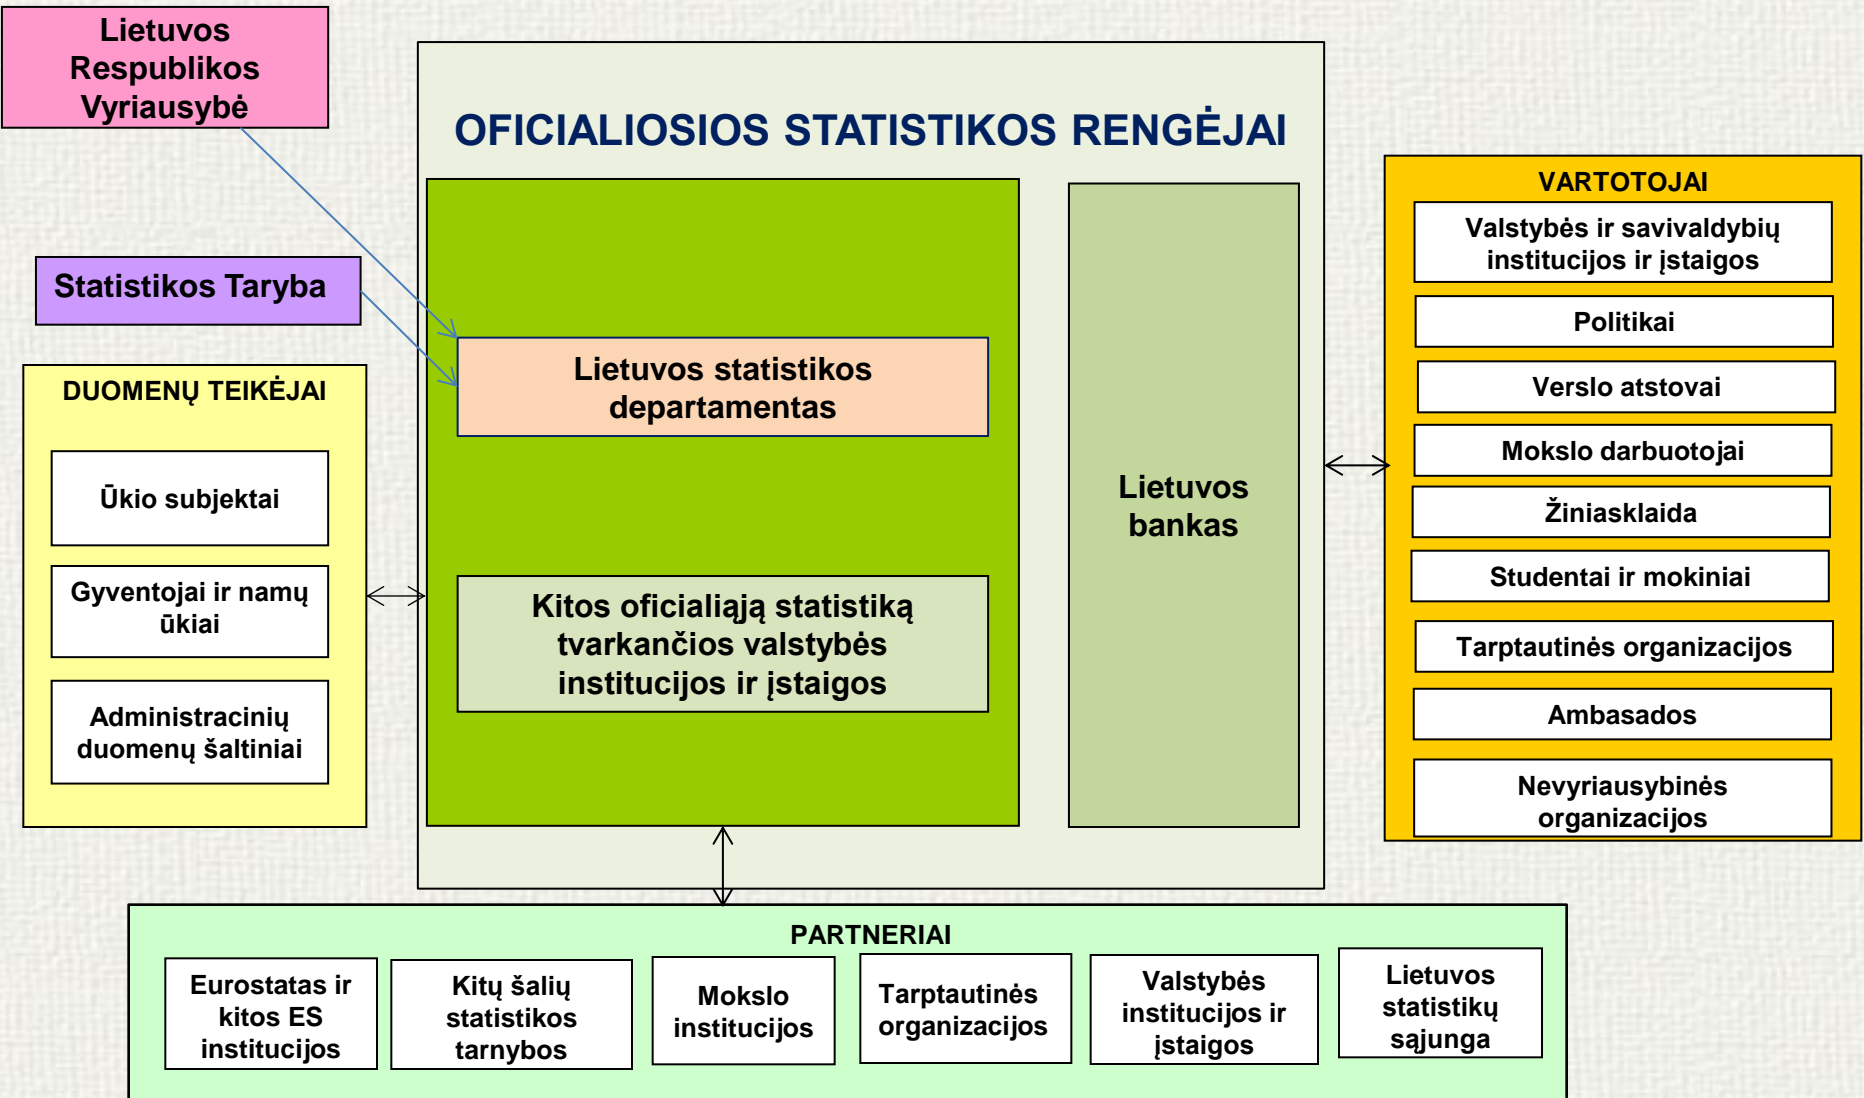 Lietuvos
Respublikos
Vyriausybė
OFICIALIOSIOS STATISTIKOS RENGĖJAI
Statistikos Taryba
DUOMENŲ TEIKĖJAI
Ūkio subjektai
Gyventojai ir namų
ūkiai
Administracinių
duomenų šaltiniai
Lietuvos statistikos
departamentas
Kitos oficialiąją statistiką
tvarkančios valstybės
institucijos ir įstaigos
Lietuvos
bankas
VARTOTOJAI
Valstybės ir savivaldybių
institucijos ir įstaigos
Politikai
Verslo atstovai
Mokslo darbuotojai
Žiniasklaida
Studentai ir mokiniai
Tarptautinės organizacijos
Ambasados
Nevyriausybinės
organizacijos
PARTNERIAI
Eurostatas ir
kitos ES
institucijos
Kitų šalių
statistikos
tarnybos
Mokslo
institucijos
Tarptautinės
organizacijos
Valstybės
institucijos ir
įstaigos
Lietuvos
statistikų
sąjunga